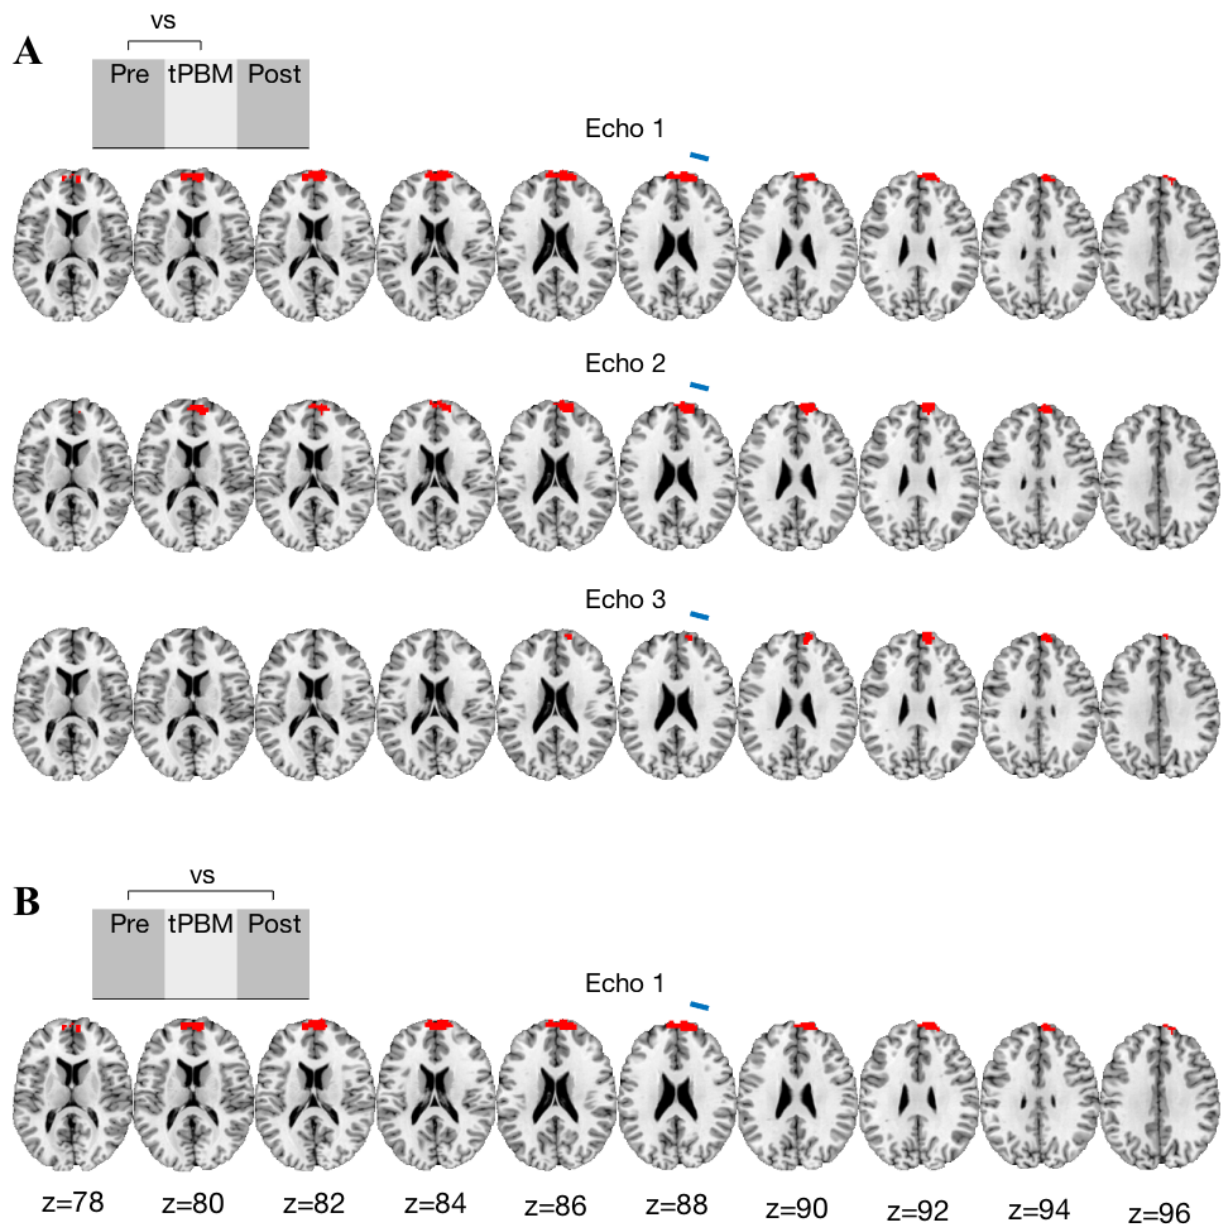 A
vs
Pre tPBM Post
Echo 1
Echo 2
Echo 3
B
vs
Pre tPBM Post
Echo 1
z=78 z=80 z=82 z=84 z=86 z=88 z=90 z=92 z=94 z=96